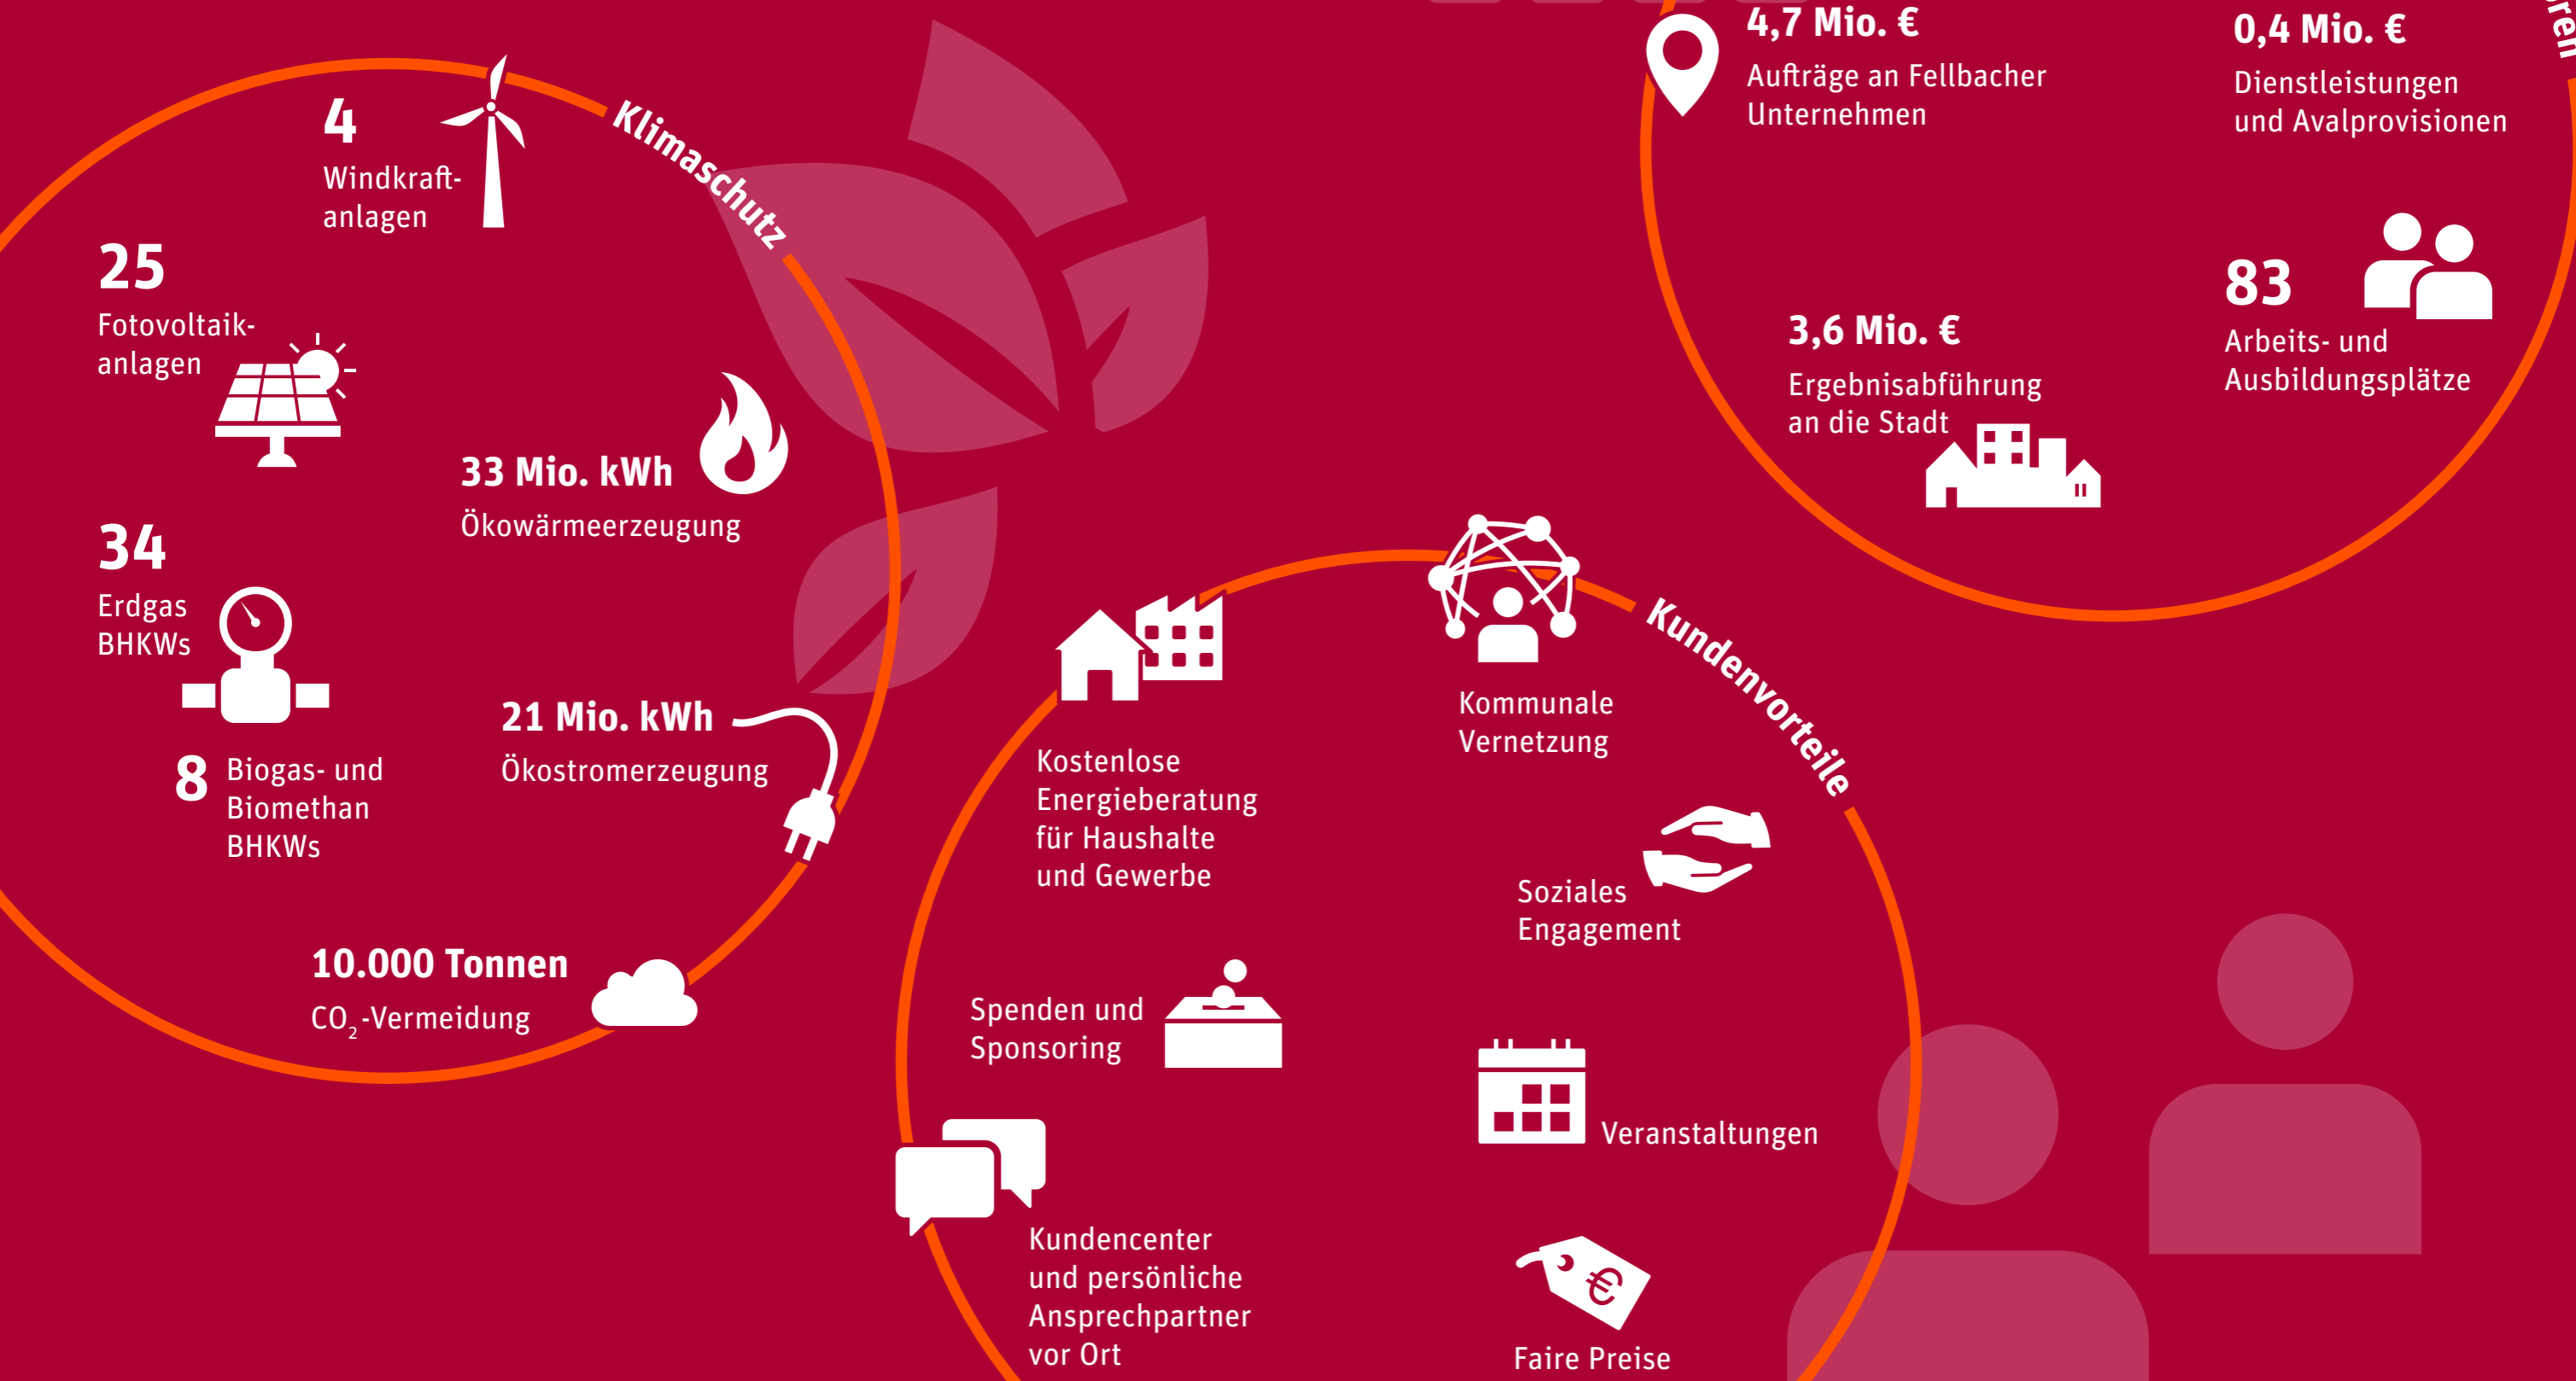 4
Windkraft-
anlagen
Klimaschutz
25
Fotovoltaik-
anlagen
33 Mio. kWh
Ökowärmeerzeugung
34
Erdgas
BHKWs
8
Biogas- und
Biomethan
BHKWs
21 Mio. kWh
Ökostromerzeugung
10.000 Tonnen
CO₂-Vermeidung
4,7 Mio. €
Aufträge an Fellbacher
Unternehmen
0,4 Mio. €
Dienstleistungen
und Avalprovisionen
3,6 Mio. €
Ergebnisabführung
an die Stadt
83
Arbeits- und
Ausbildungsplätze
Kundenvorteile
Kostenlose
Energieberatung
für Haushalte
und Gewerbe
Kommunale
Vernetzung
Soziales
Engagement
Spenden und
Sponsoring
Veranstaltungen
Kundencenter
und persönliche
Ansprechpartner
vor Ort
€
Faire Preise